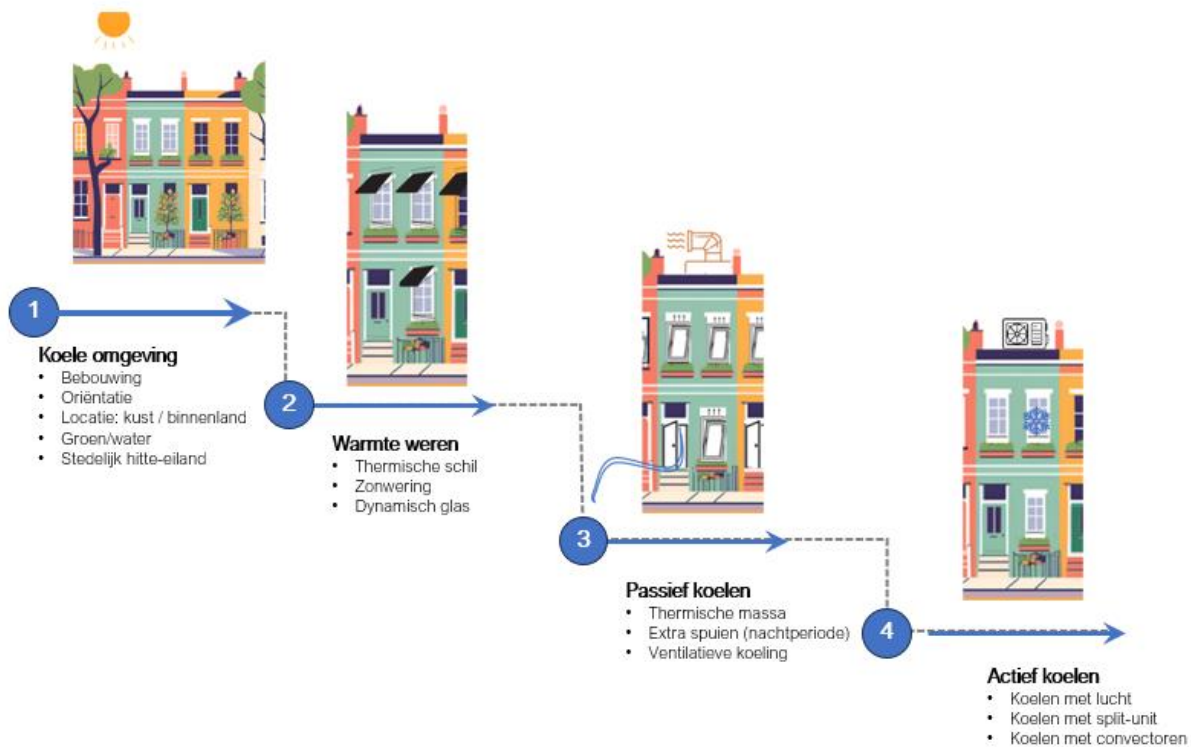 1
Koele omgeving
• Bebouwing
• Oriëntatie
• Locatie: kust / binnenland
• Groen/water
• Stedelijk hitte-eiland
2
Warmte weren
• Thermische schil
• Zonwering
• Dynamisch glas
3
Passief koelen
• Thermische massa
• Extra spuien (nachtperiode)
• Ventilatieve koeling
4
Actief koelen
• Koelen met lucht
• Koelen met split-unit
• Koelen met convectoren